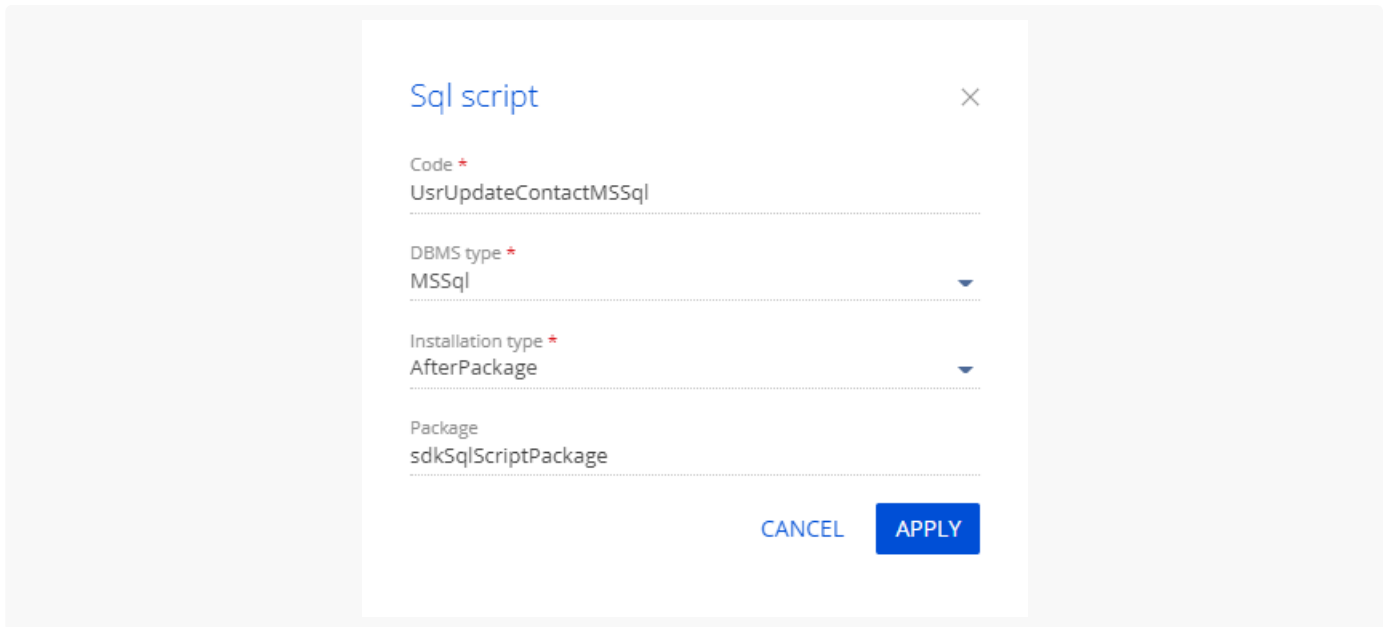 Sql script
Code *
UsrUpdateContactMSSql
DBMS type *
MSSql
Installation type *
AfterPackage
Package
sdkSqlScriptPackage
CANCEL APPLY